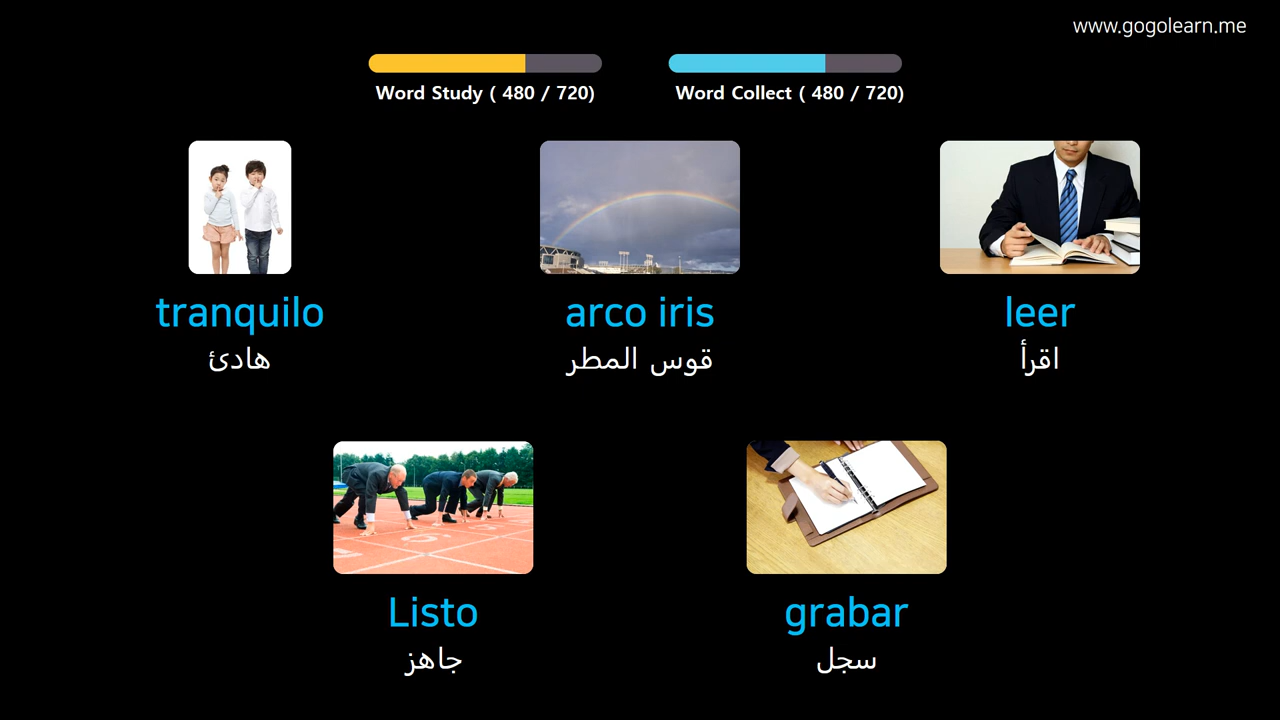 www.gogolearn.me
Word Study ( 480 / 720)
Word Collect ( 480 / 720)
tranquilo
هادئ
arco iris
قوس المطر
leer
اقرأ
Listo
جاهز
grabar
سجل